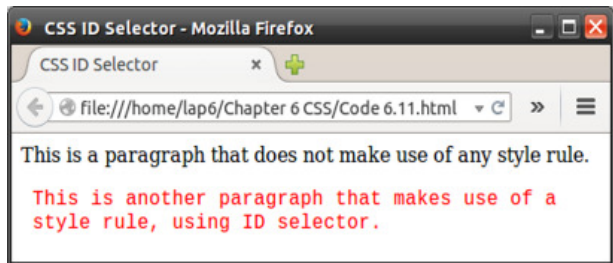 CSS ID Selector - Mozilla Firefox
CSS ID Selector
file:///home/lap6/Chapter 6 CSS/Code 6.11.html
This is a paragraph that does not make use of any style rule.
This is another paragraph that makes use of a
style rule, using ID selector.